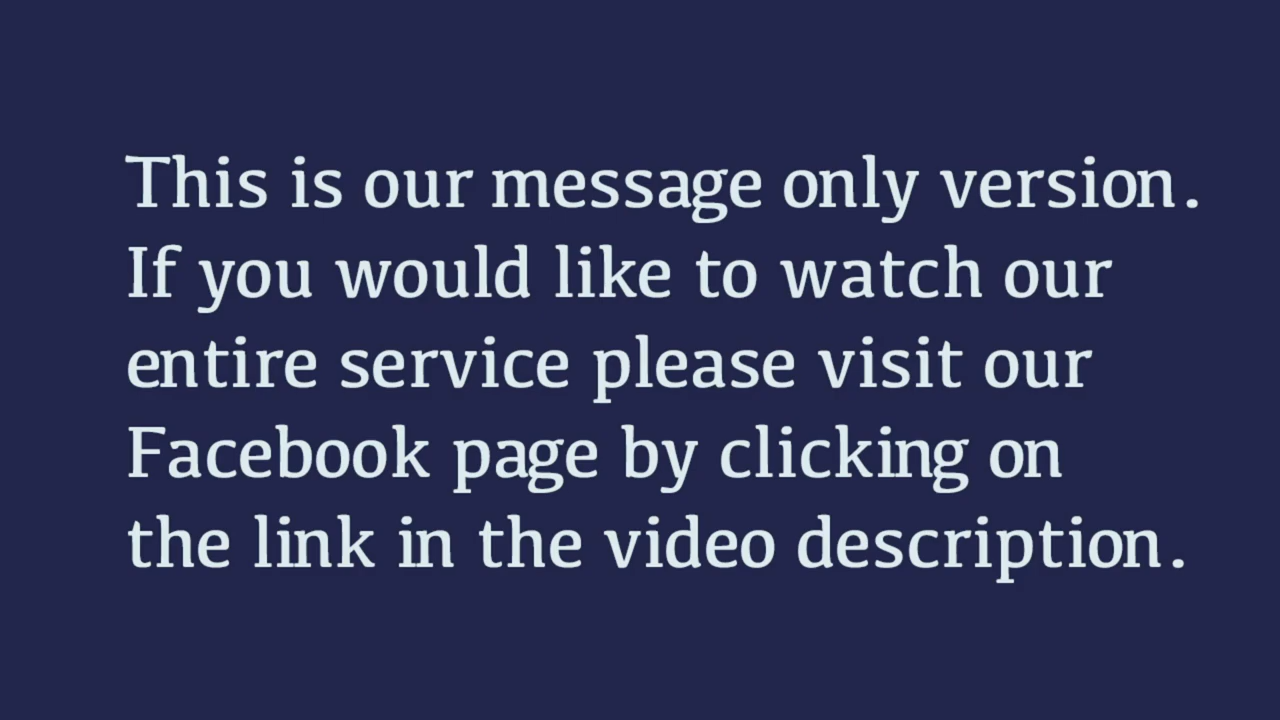 This is our message only version.
If you would like to watch our
entire service please visit our
Facebook page by clicking on
the link in the video description.